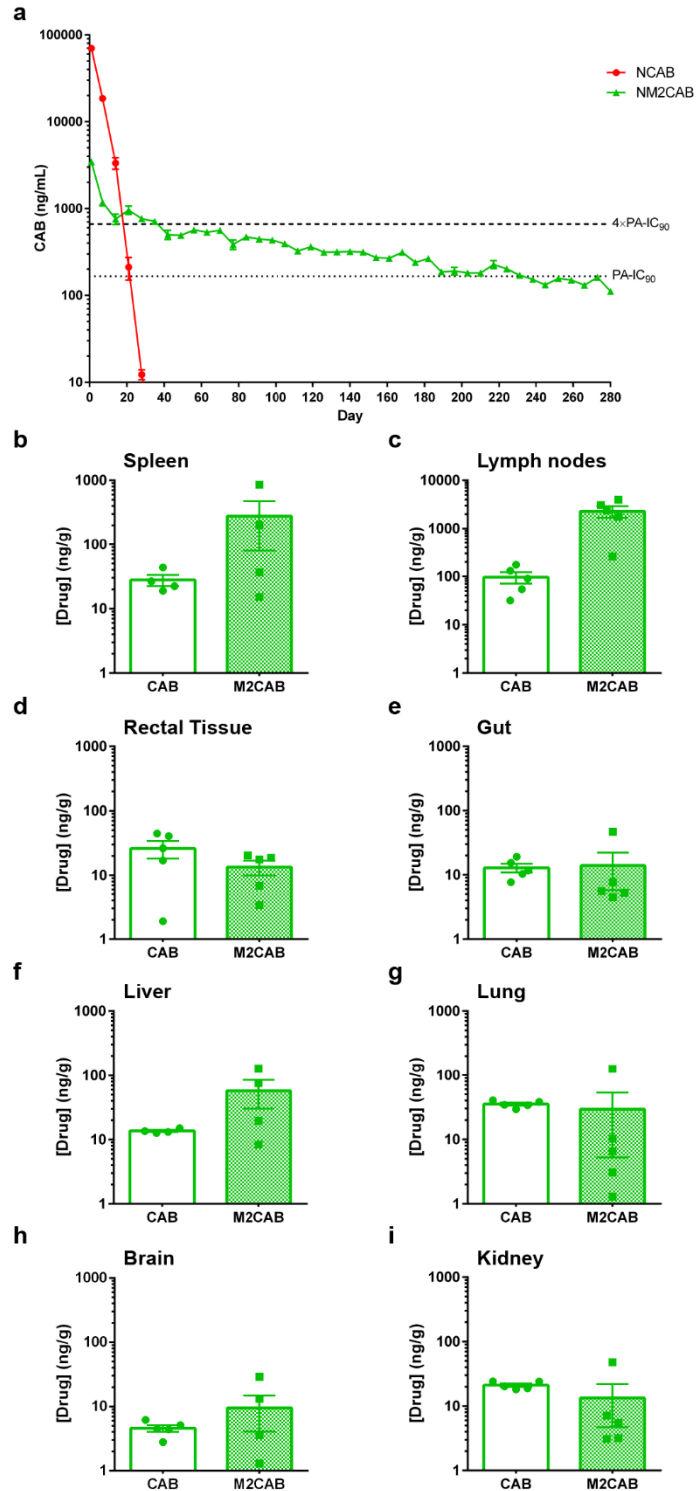 a
100000
10000
1000
100
10
CAB (ng/mL)
NCAB
NM2CAB
4×PA-IC₉₀
PA-IC₉₀
0 20 40 60 80 100 120 140 160 180 200 220 240 260 280
Day
b
Spleen
1000
100
10
1
[Drug] (ng/g)
CAB M2CAB
c
Lymph nodes
10000
1000
100
10
1
[Drug] (ng/g)
CAB M2CAB
d
Rectal Tissue
1000
100
10
1
[Drug] (ng/g)
CAB M2CAB
e
Gut
1000
100
10
1
[Drug] (ng/g)
CAB M2CAB
f
Liver
1000
100
10
1
[Drug] (ng/g)
CAB M2CAB
g
Lung
1000
100
10
1
[Drug] (ng/g)
CAB M2CAB
h
Brain
1000
100
10
1
[Drug] (ng/g)
CAB M2CAB
i
Kidney
1000
100
10
1
[Drug] (ng/g)
CAB M2CAB